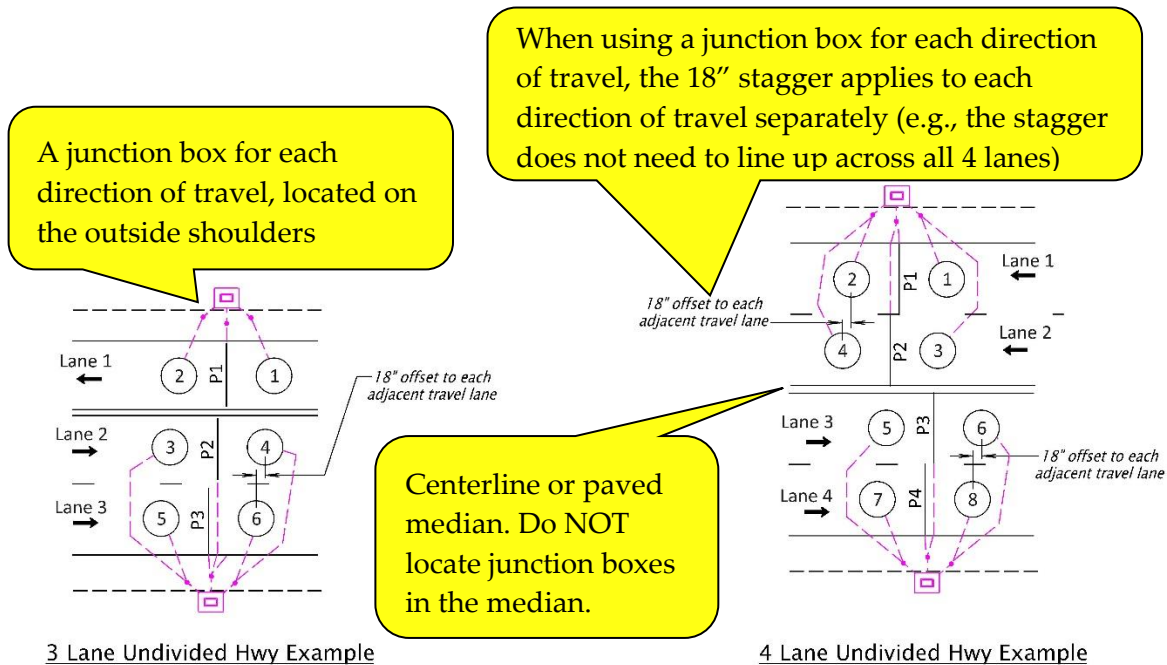 When using a junction box for each direction
of travel, the 18” stagger applies to each
direction of travel separately (e.g., the stagger
does not need to line up across all 4 lanes)
A junction box for each
direction of travel, located on
the outside shoulders
Centerline or paved
median. Do NOT
locate junction boxes
in the median.
Lane 1
2
P1
1
18" offset to each
adjacent travel lane
Lane 2
3
P2
4
Lane 3
5
P3
6
3 Lane Undivided Hwy Example
2
P1
1
Lane 1
18" offset to each
adjacent travel lane
4
P2
3
Lane 2
Lane 3
5
P3
6
18" offset to each
adjacent travel lane
Lane 4
7
P4
8
4 Lane Undivided Hwy Example